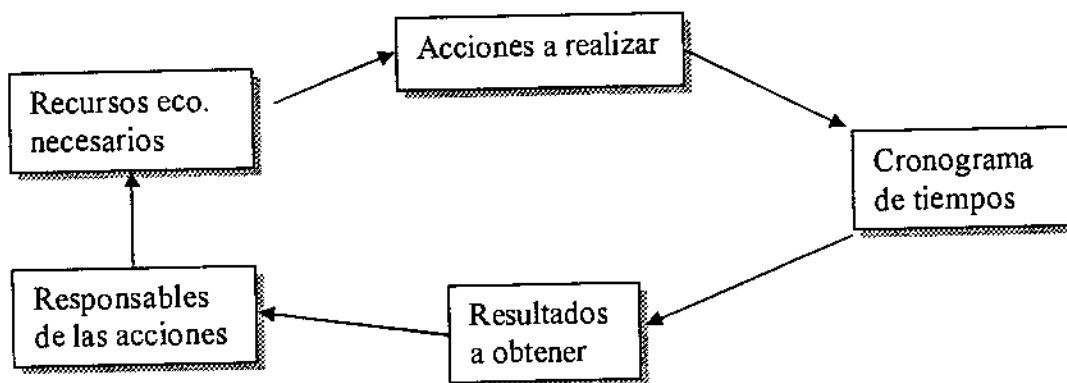 Acciones a realizar
Recursos eco.
necesarios
Cronograma
de tiempos
Responsables
de las acciones
Resultados
a obtener